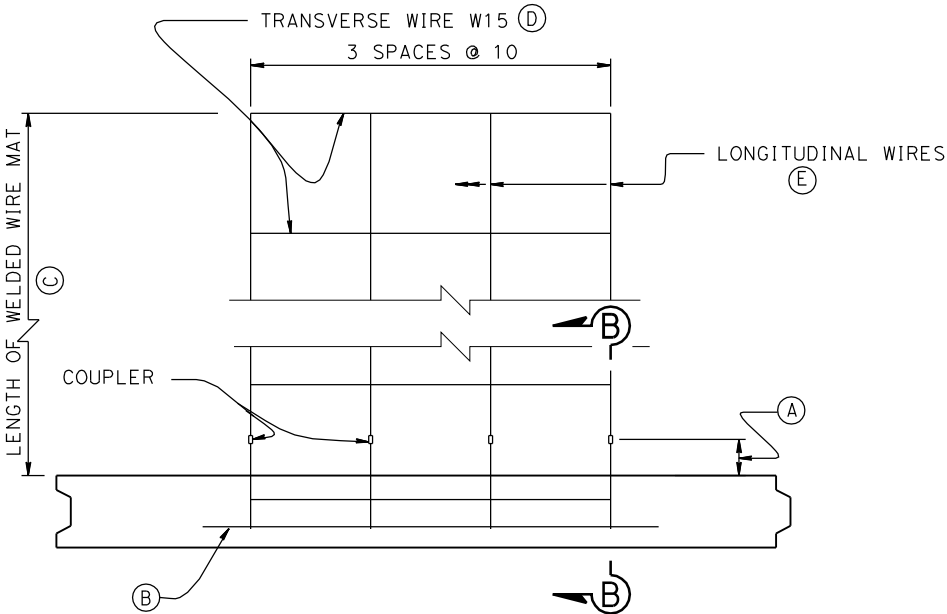 TRANSVERSE WIRE W15 D
3 SPACES @ 10
LENGTH OF WELDED WIRE MAT
C
LONGITUDINAL WIRES
E
B
COUPLER
A
B
B